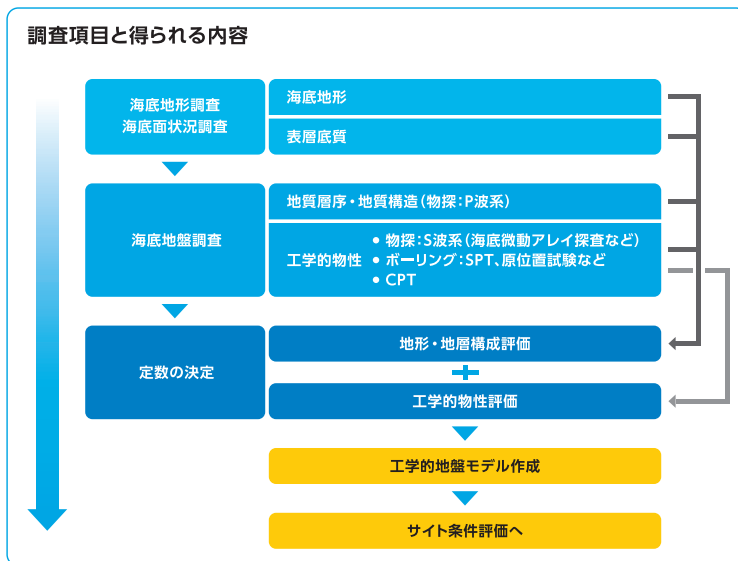 調査項目と得られる内容
海底地形調査
海底面状況調査
海底地形
表層底質
海底地盤調査
地質層序・地質構造（物探：P波系）
工学的物性
• 物探：S波系（海底微動アレイ探査など）
• ボーリング：SPT、原位置試験など
• CPT
定数の決定
地形・地層構成評価
工学的物性評価
工学的地盤モデル作成
サイト条件評価へ